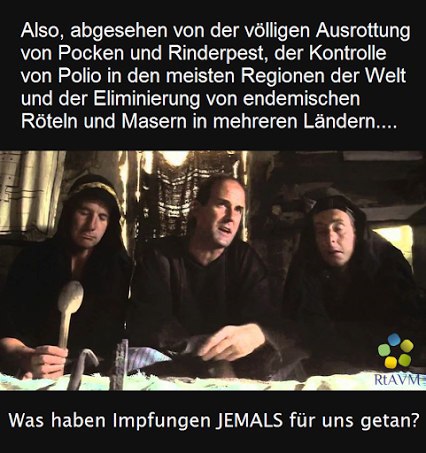 Also, abgesehen von der völligen Ausrottung
von Pocken und Rinderpest, der Kontrolle
von Polio in den meisten Regionen der Welt
und der Eliminierung von endemischen
Röteln und Masern in mehreren Ländern....
RtAVM
Was haben Impfungen JEMALS für uns getan?